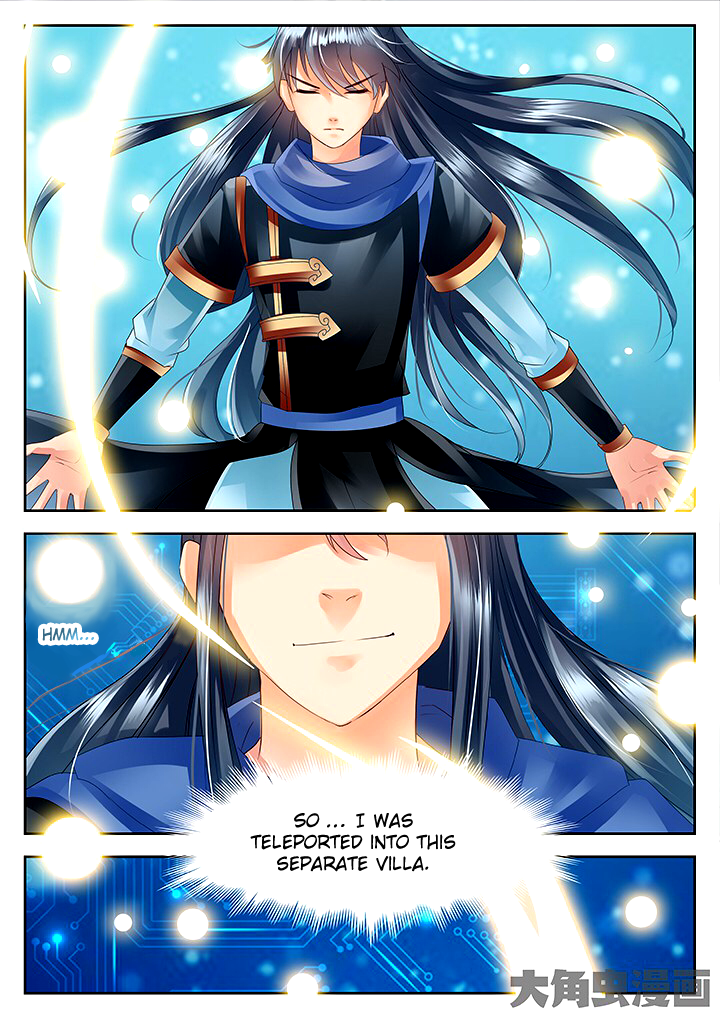 HMM...
SO ... I WAS
TELEPORTED INTO THIS
SEPARATE VILLA.
大角虫漫画